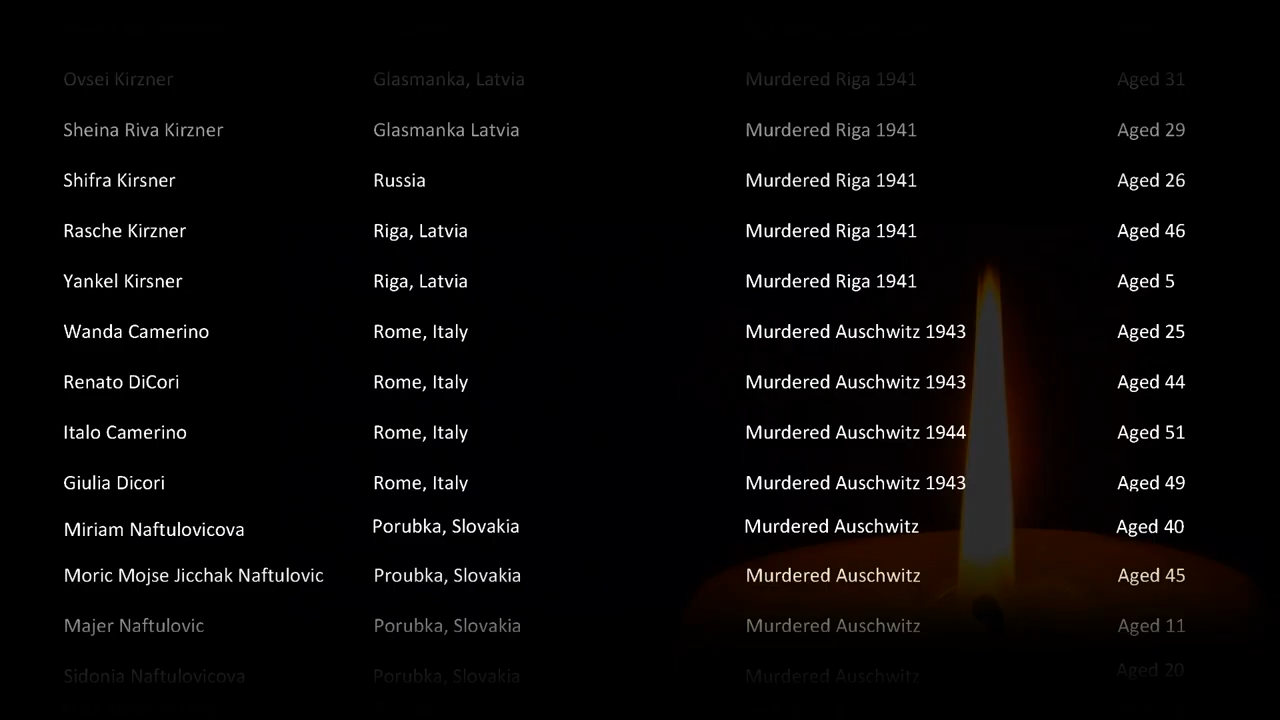 Ovsei Kirzner Glasmanka, Latvia Murdered Riga 1941 Aged 31
Sheina Riva Kirzner Glasmanka Latvia Murdered Riga 1941 Aged 29
Shifra Kirsner Russia Murdered Riga 1941 Aged 26
Rasche Kirzner Riga, Latvia Murdered Riga 1941 Aged 46
Yankel Kirsner Riga, Latvia Murdered Riga 1941 Aged 5
Wanda Camerino Rome, Italy Murdered Auschwitz 1943 Aged 25
Renato DiCori Rome, Italy Murdered Auschwitz 1943 Aged 44
Italo Camerino Rome, Italy Murdered Auschwitz 1944 Aged 51
Giulia Dicori Rome, Italy Murdered Auschwitz 1943 Aged 49
Miriam Naftulovicova Porubka, Slovakia Murdered Auschwitz Aged 40
Moric Mojse Jicchak Naftulovic Proubka, Slovakia Murdered Auschwitz Aged 45
Majer Naftulovic Porubka, Slovakia Murdered Auschwitz Aged 11
Sidonia Naftulovicova Porubka, Slovakia Murdered Auschwitz Aged 20